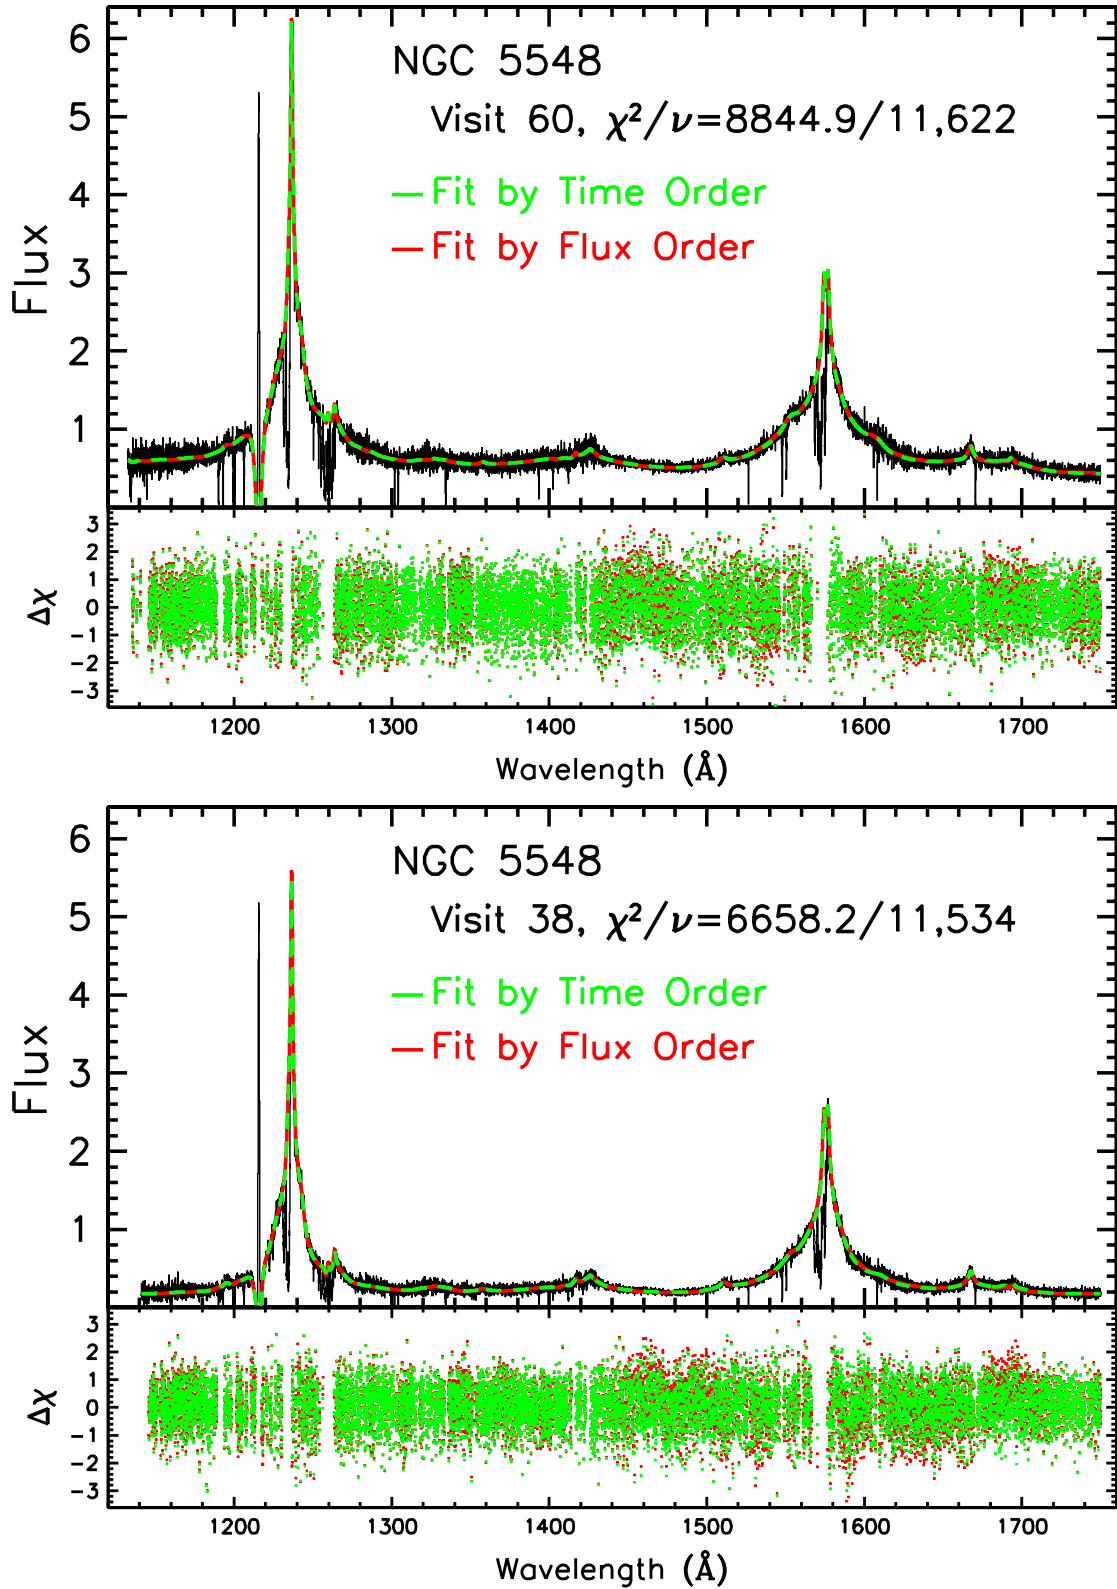 NGC 5548
Visit 60, χ²/ν=8844.9/11,622
Fit by Time Order
Fit by Flux Order
Flux
6
5
4
3
2
1
Δχ
3
2
1
0
-1
-2
-3
1200 1300 1400 1500 1600 1700
Wavelength (Å)
NGC 5548
Visit 38, χ²/ν=6658.2/11,534
Fit by Time Order
Fit by Flux Order
Flux
6
5
4
3
2
1
Δχ
3
2
1
0
-1
-2
-3
1200 1300 1400 1500 1600 1700
Wavelength (Å)